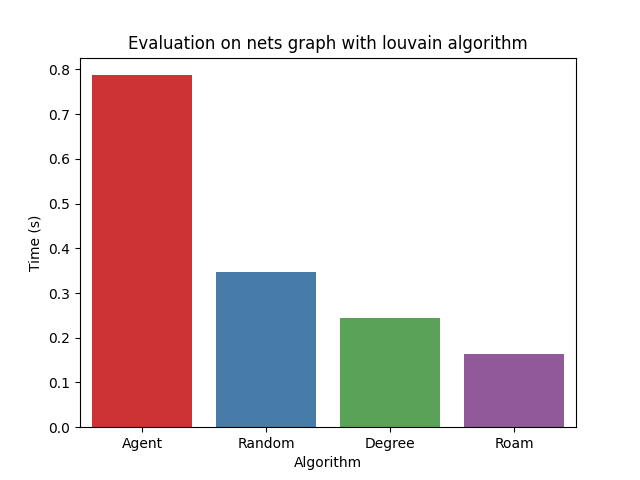 Evaluation on nets graph with louvain algorithm
0.8
0.7
0.6
0.5
0.4
0.3
0.2
0.1
0.0
Time (s)
Agent
Random
Degree
Roam
Algorithm